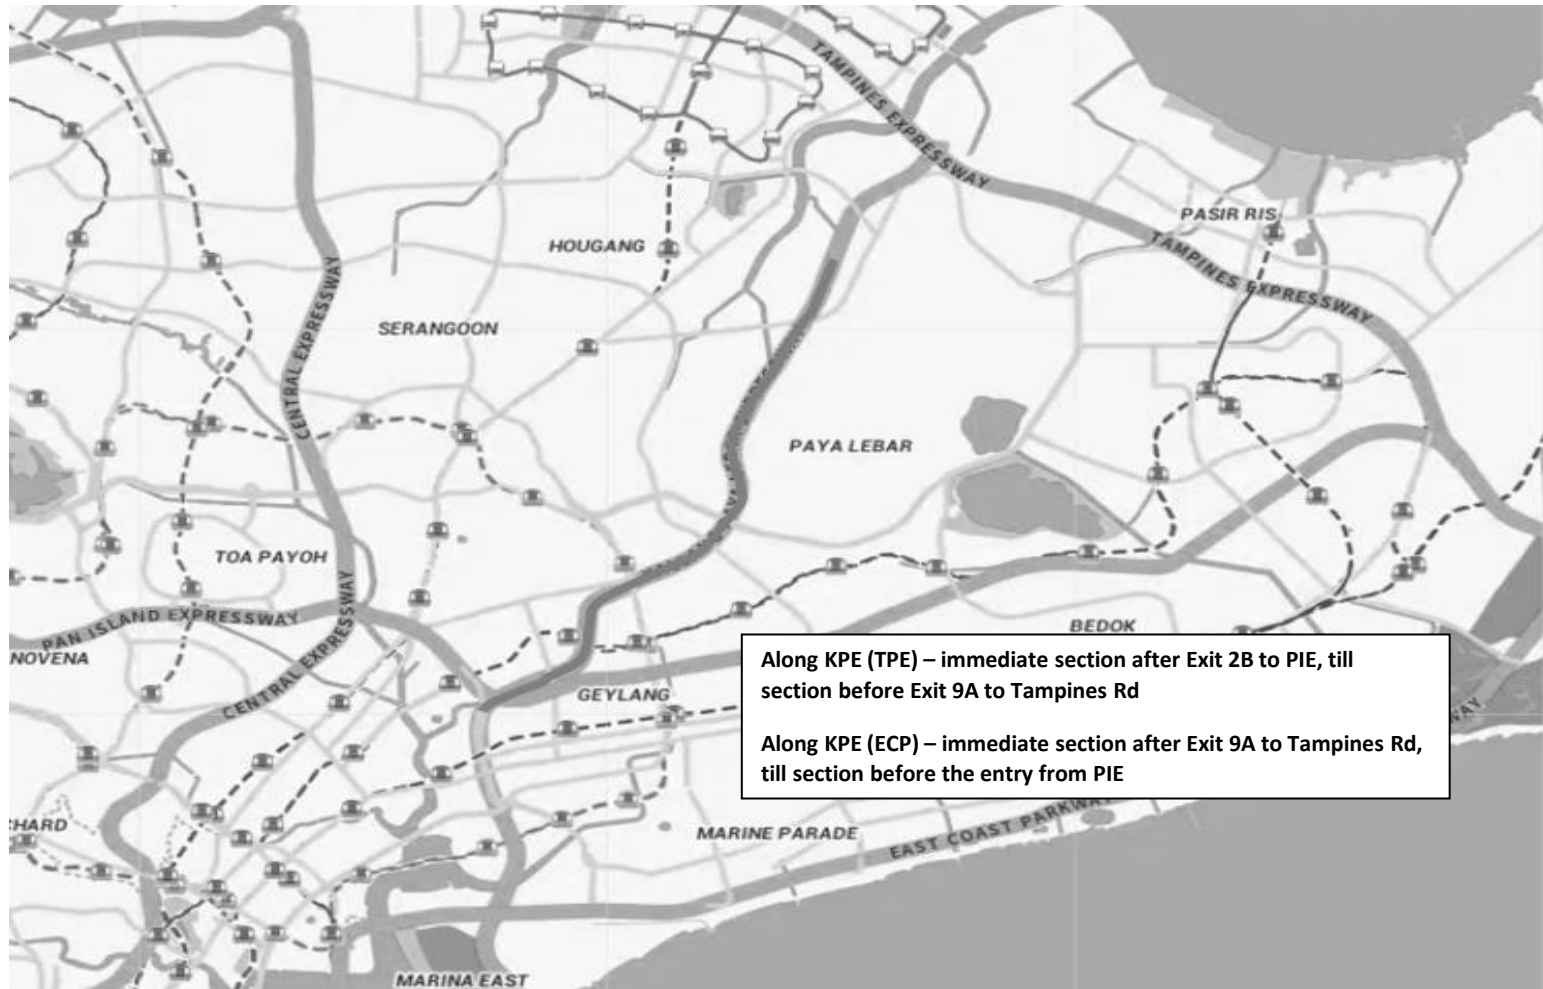 TAMPINES EXPRESSWAY
PASIR RIS
HOUGANG
TAMPINES EXPRESSWAY
CENTRAL EXPRESSWAY
SERANGOON
PAYA LEBAR
TOA PAYOH
PAN ISLAND EXPRESSWAY
CENTRAL EXPRESSWAY
BEDOK
NOVENA
GEYLANG
Along KPE (TPE) – immediate section after Exit 2B to PIE, till
section before Exit 9A to Tampines Rd
Along KPE (ECP) – immediate section after Exit 9A to Tampines Rd,
till section before the entry from PIE
WAY
CHARD
MARINE PARADE
EAST COAST PARKWAY
MARINA EAST